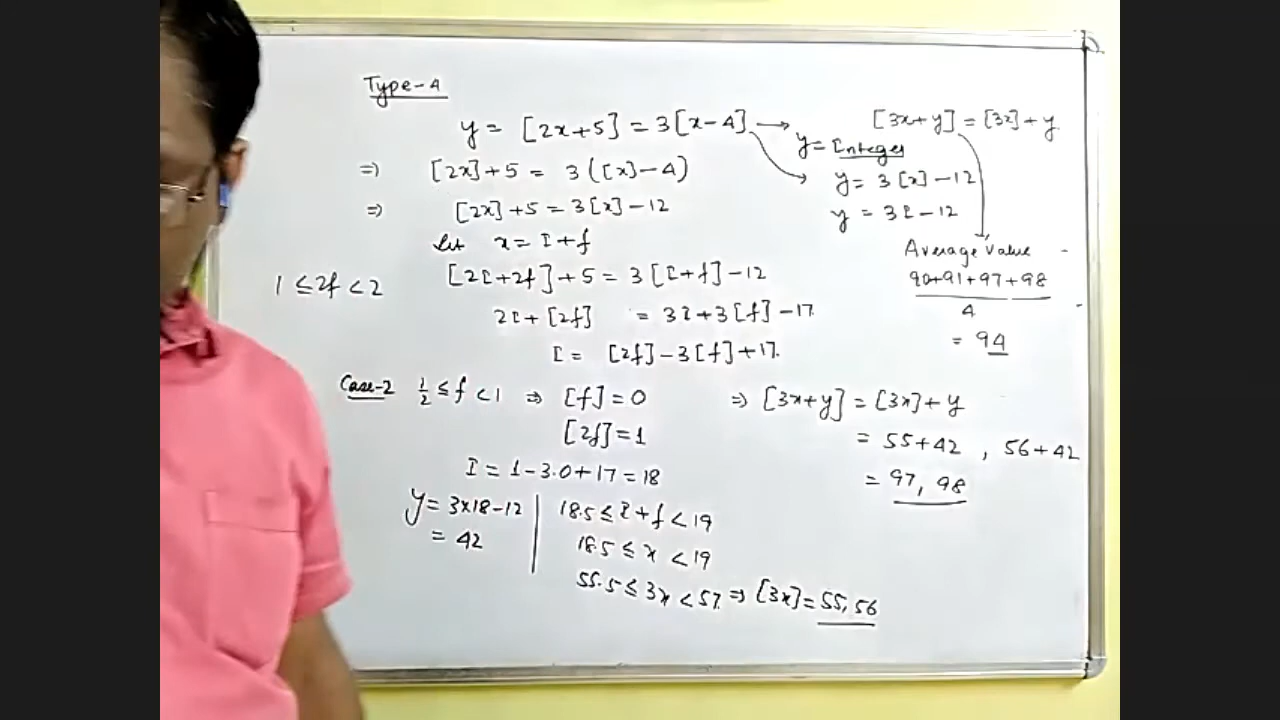 Type-4
y = [2x+5] = 3[x-4] →
⇒ [2x]+5 = 3([x]-4)
⇒ [2x]+5 = 3[x]-12
let x = I+f
1 ≤ 2f < 2
[2I+2f]+5 = 3[I+f]-12
2I+[2f] = 3I+3[f]-17
I = [2f]-3[f]+17
Case-2 1/2 ≤ f < 1 ⇒ [f]=0
[2f]=1
I = 1-3.0+17=18
y = 3x18-12
= 42
18.5 ≤ I+f < 19
18.5 ≤ x < 19
55.5 ≤ 3x < 57 ⇒ [3x]=55,56
[3x+y] = [3x]+y
y = Integer
y = 3[x]-12
y = 3I-12
Average Value
90+91+97+98
4
= 94
⇒ [3x+y] = [3x]+y
= 55+42 , 56+42
= 97, 98